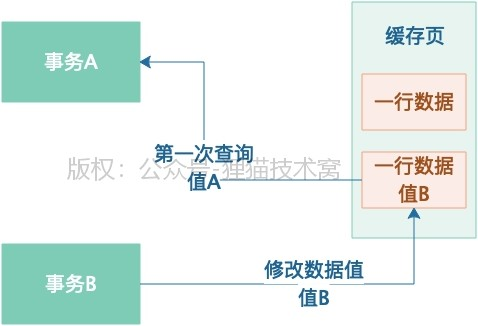 缓存页
事务A
一行数据
第一次查询
值A
一行数据
值B
版权：公众号-狸猫技术窝
事务B
修改数据值
值B